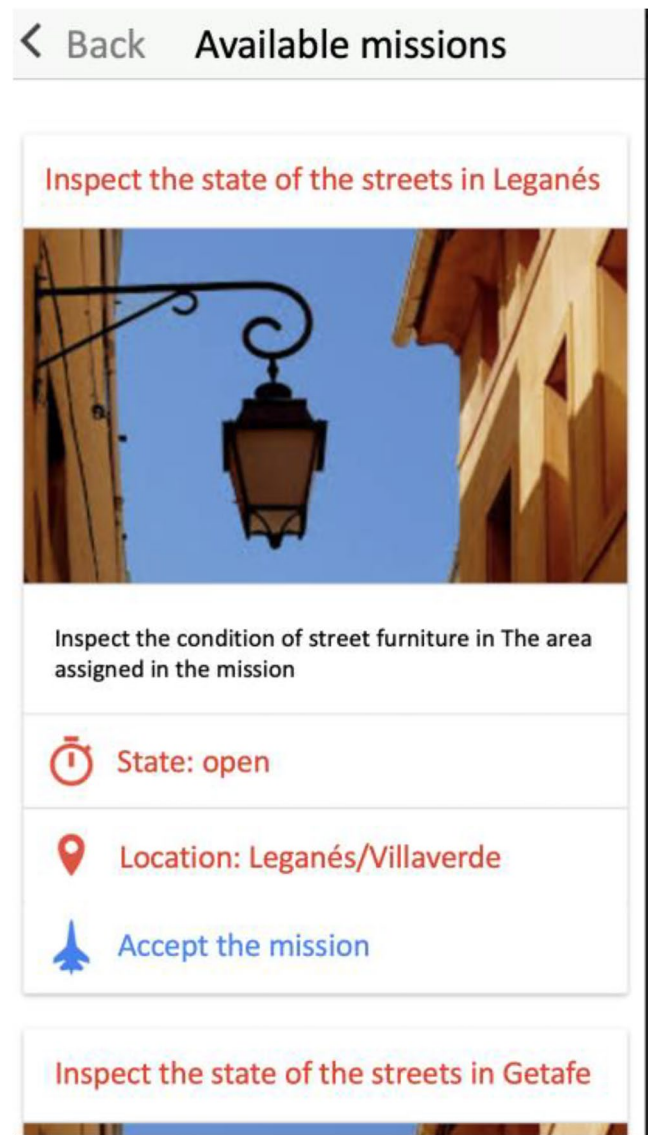 Back Available missions
Inspect the state of the streets in Leganés
Inspect the condition of street furniture in The area
assigned in the mission
State: open
Location: Leganés/Villaverde
Accept the mission
Inspect the state of the streets in Getafe